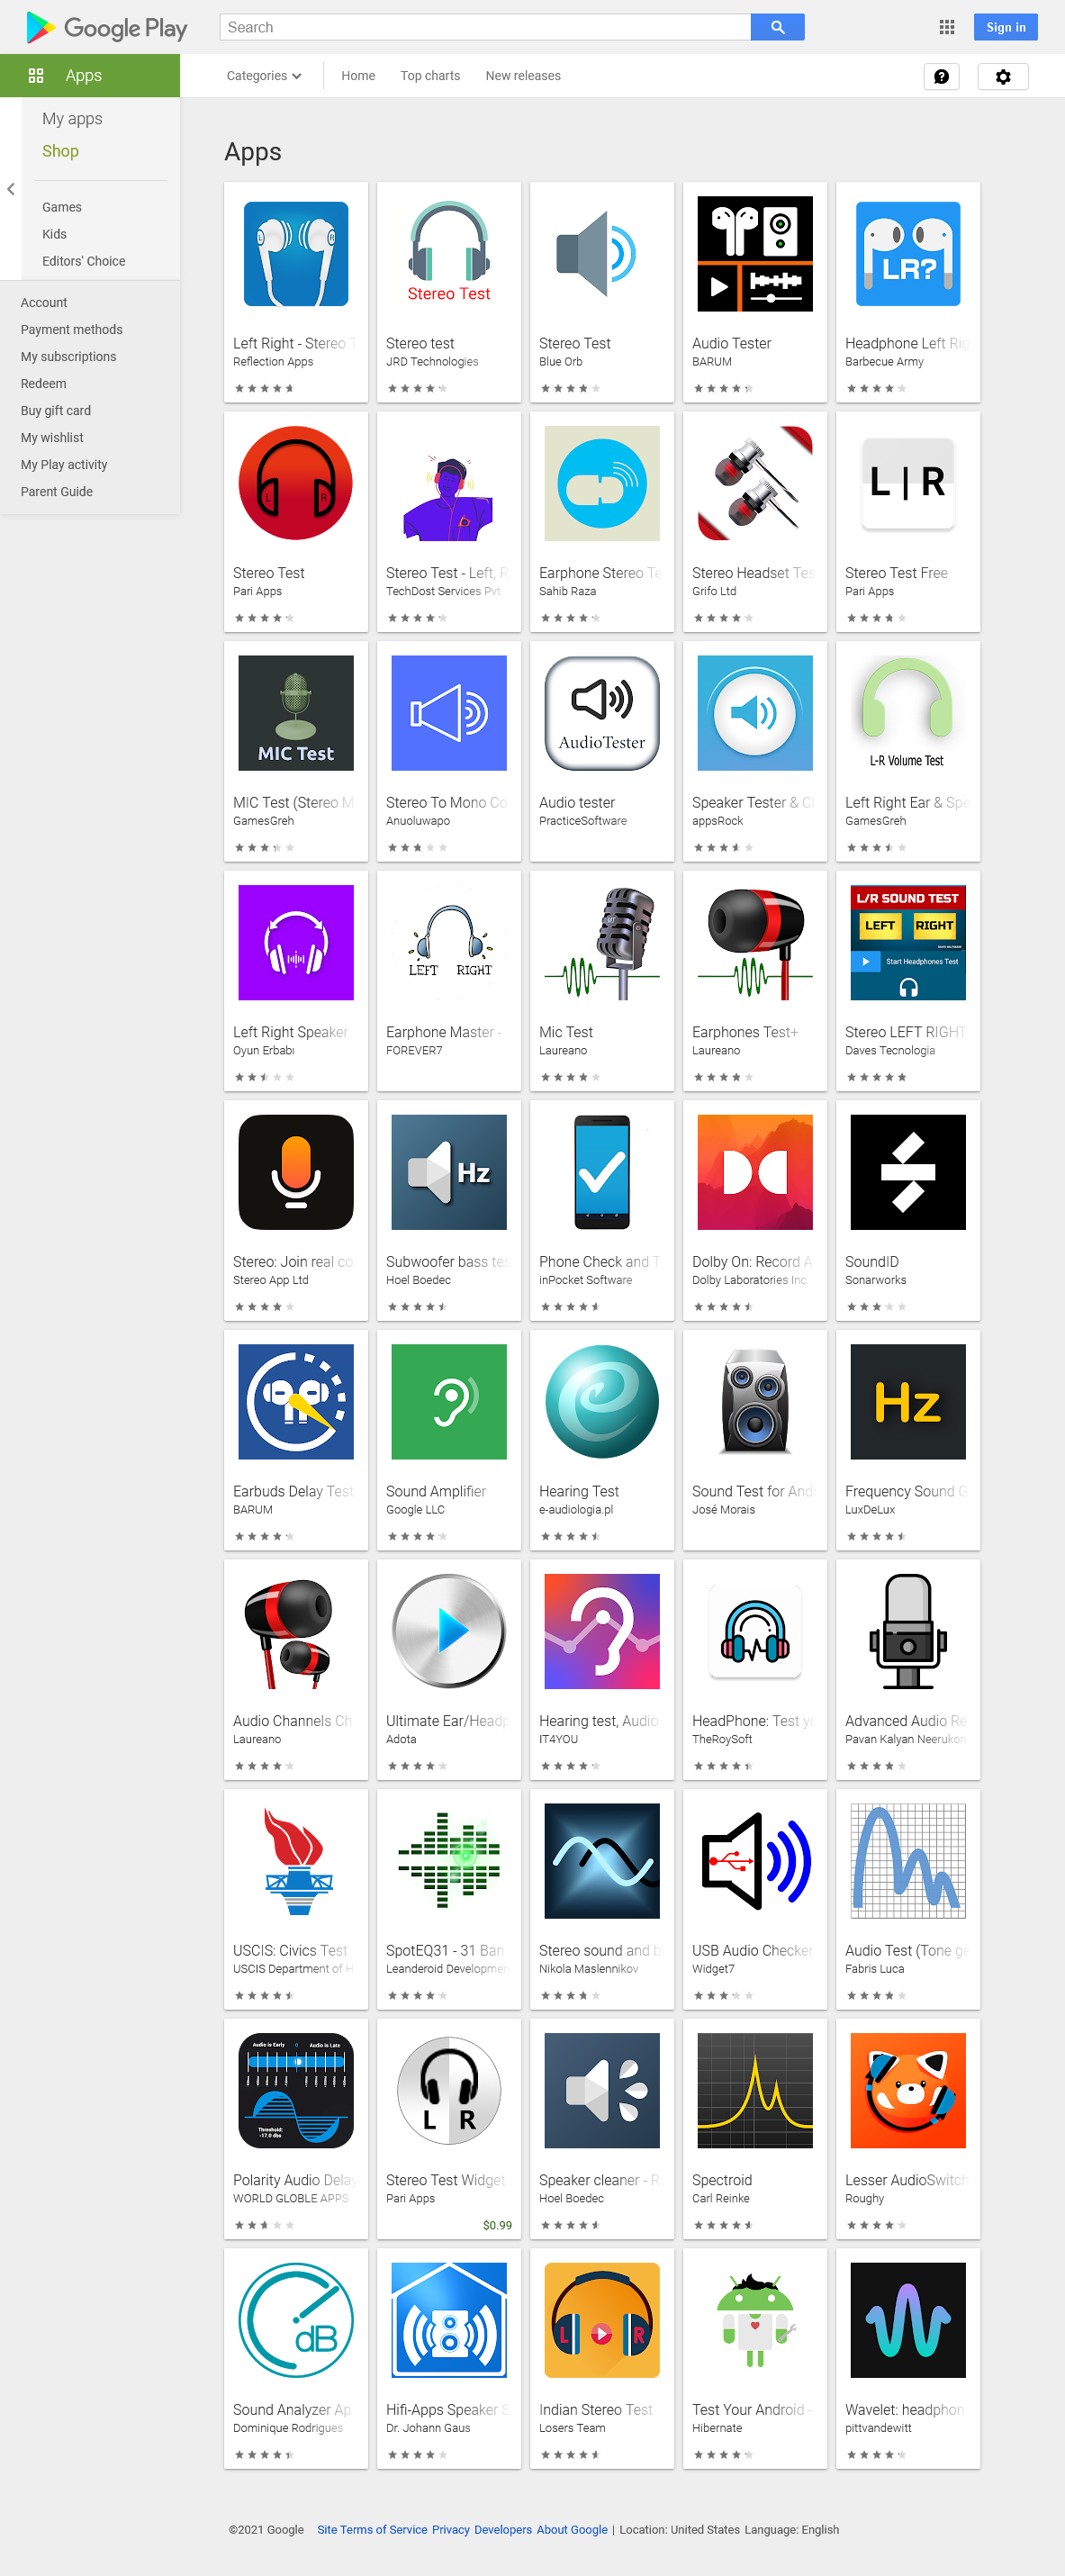 Google Play
Search
Sign in
Apps
Categories
Home
Top charts
New releases
My apps
Shop
Games
Kids
Editors' Choice
Account
Payment methods
My subscriptions
Redeem
Buy gift card
My wishlist
My Play activity
Parent Guide
Apps
L R
Left Right - Stereo T
Reflection Apps
Stereo Test
Stereo test
JRD Technologies
Stereo Test
Blue Orb
Audio Tester
BARUM
LR?
Headphone Left Rig
Barbecue Army
L R
Stereo Test
Pari Apps
Stereo Test - Left, R
TechDost Services Pvt.
Earphone Stereo Te
Sahib Raza
Stereo Headset Tes
Grifo Ltd
L | R
Stereo Test Free
Pari Apps
MIC Test
MIC Test (Stereo M
GamesGreh
Stereo To Mono Co
Anuoluwapo
AudioTester
Audio tester
PracticeSoftware
Speaker Tester & Cl
appsRock
L-R Volume Test
Left Right Ear & Spe
GamesGreh
Left Right Speaker
Oyun Erbabı
LEFT RIGHT
Earphone Master -
FOREVER7
Mic Test
Laureano
Earphones Test+
Laureano
L/R SOUND TEST
LEFT RIGHT
Start Headphones Test
Stereo LEFT RIGHT
Daves Tecnologia
Stereo: Join real co
Stereo App Ltd
Hz
Subwoofer bass tes
Hoel Boedec
Phone Check and T
inPocket Software
Dolby On: Record A
Dolby Laboratories Inc.
SoundID
Sonarworks
Earbuds Delay Test
BARUM
Sound Amplifier
Google LLC
Hearing Test
e-audiologia.pl
Sound Test for Andr
José Morais
Hz
Frequency Sound G
LuxDeLux
Audio Channels Ch
Laureano
Ultimate Ear/Headp
Adota
Hearing test, Audio
IT4YOU
HeadPhone: Test yo
TheRoySoft
Advanced Audio Re
Pavan Kalyan Neerukon
USCIS: Civics Test
USCIS Department of H
SpotEQ31 - 31 Ban
Leanderoid Developmen
Stereo sound and b
Nikola Maslennikov
USB Audio Checker
Widget7
Audio Test (Tone ge
Fabris Luca
Audio is Early 0 Audio is Late
Threshold:
-17.0 dbs
Polarity Audio Delay
WORLD GLOBLE APPS
L R
Stereo Test Widget
Pari Apps
$0.99
Speaker cleaner - R
Hoel Boedec
Spectroid
Carl Reinke
Lesser AudioSwitch
Roughy
dB
Sound Analyzer Ap
Dominique Rodrigues
Hifi-Apps Speaker S
Dr. Johann Gaus
L R
Indian Stereo Test
Losers Team
Test Your Android -
Hibernate
Wavelet: headphon
pittvandewitt
©2021 Google Site Terms of Service Privacy Developers About Google | Location: United States Language: English